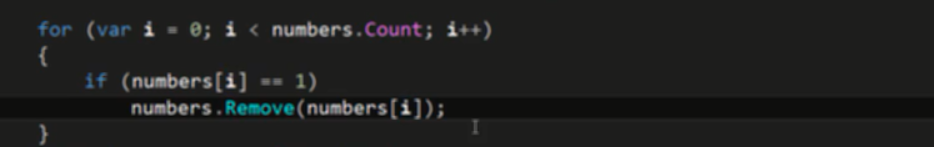 for (var i = 0; i < numbers.Count; i++)
{
    if (numbers[i] == 1)
        numbers.Remove(numbers[i]);
}